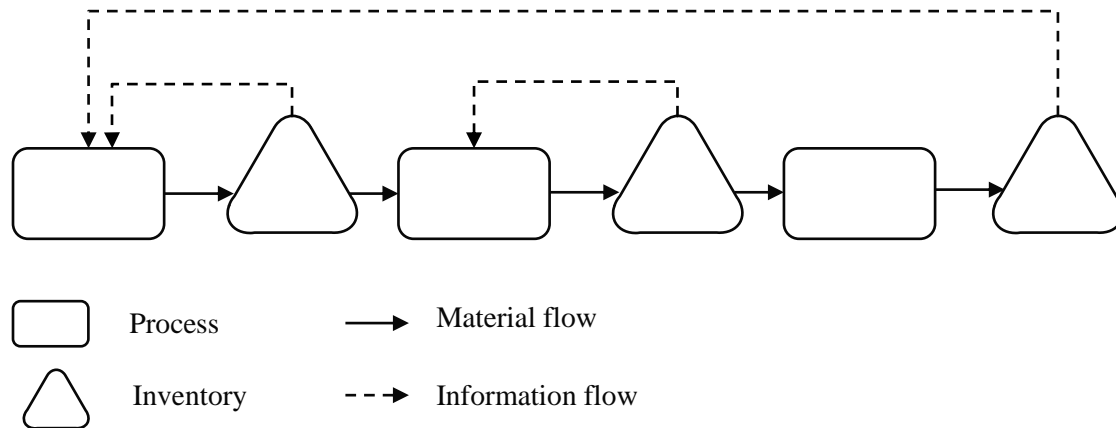 Process
Material flow
Inventory
Information flow